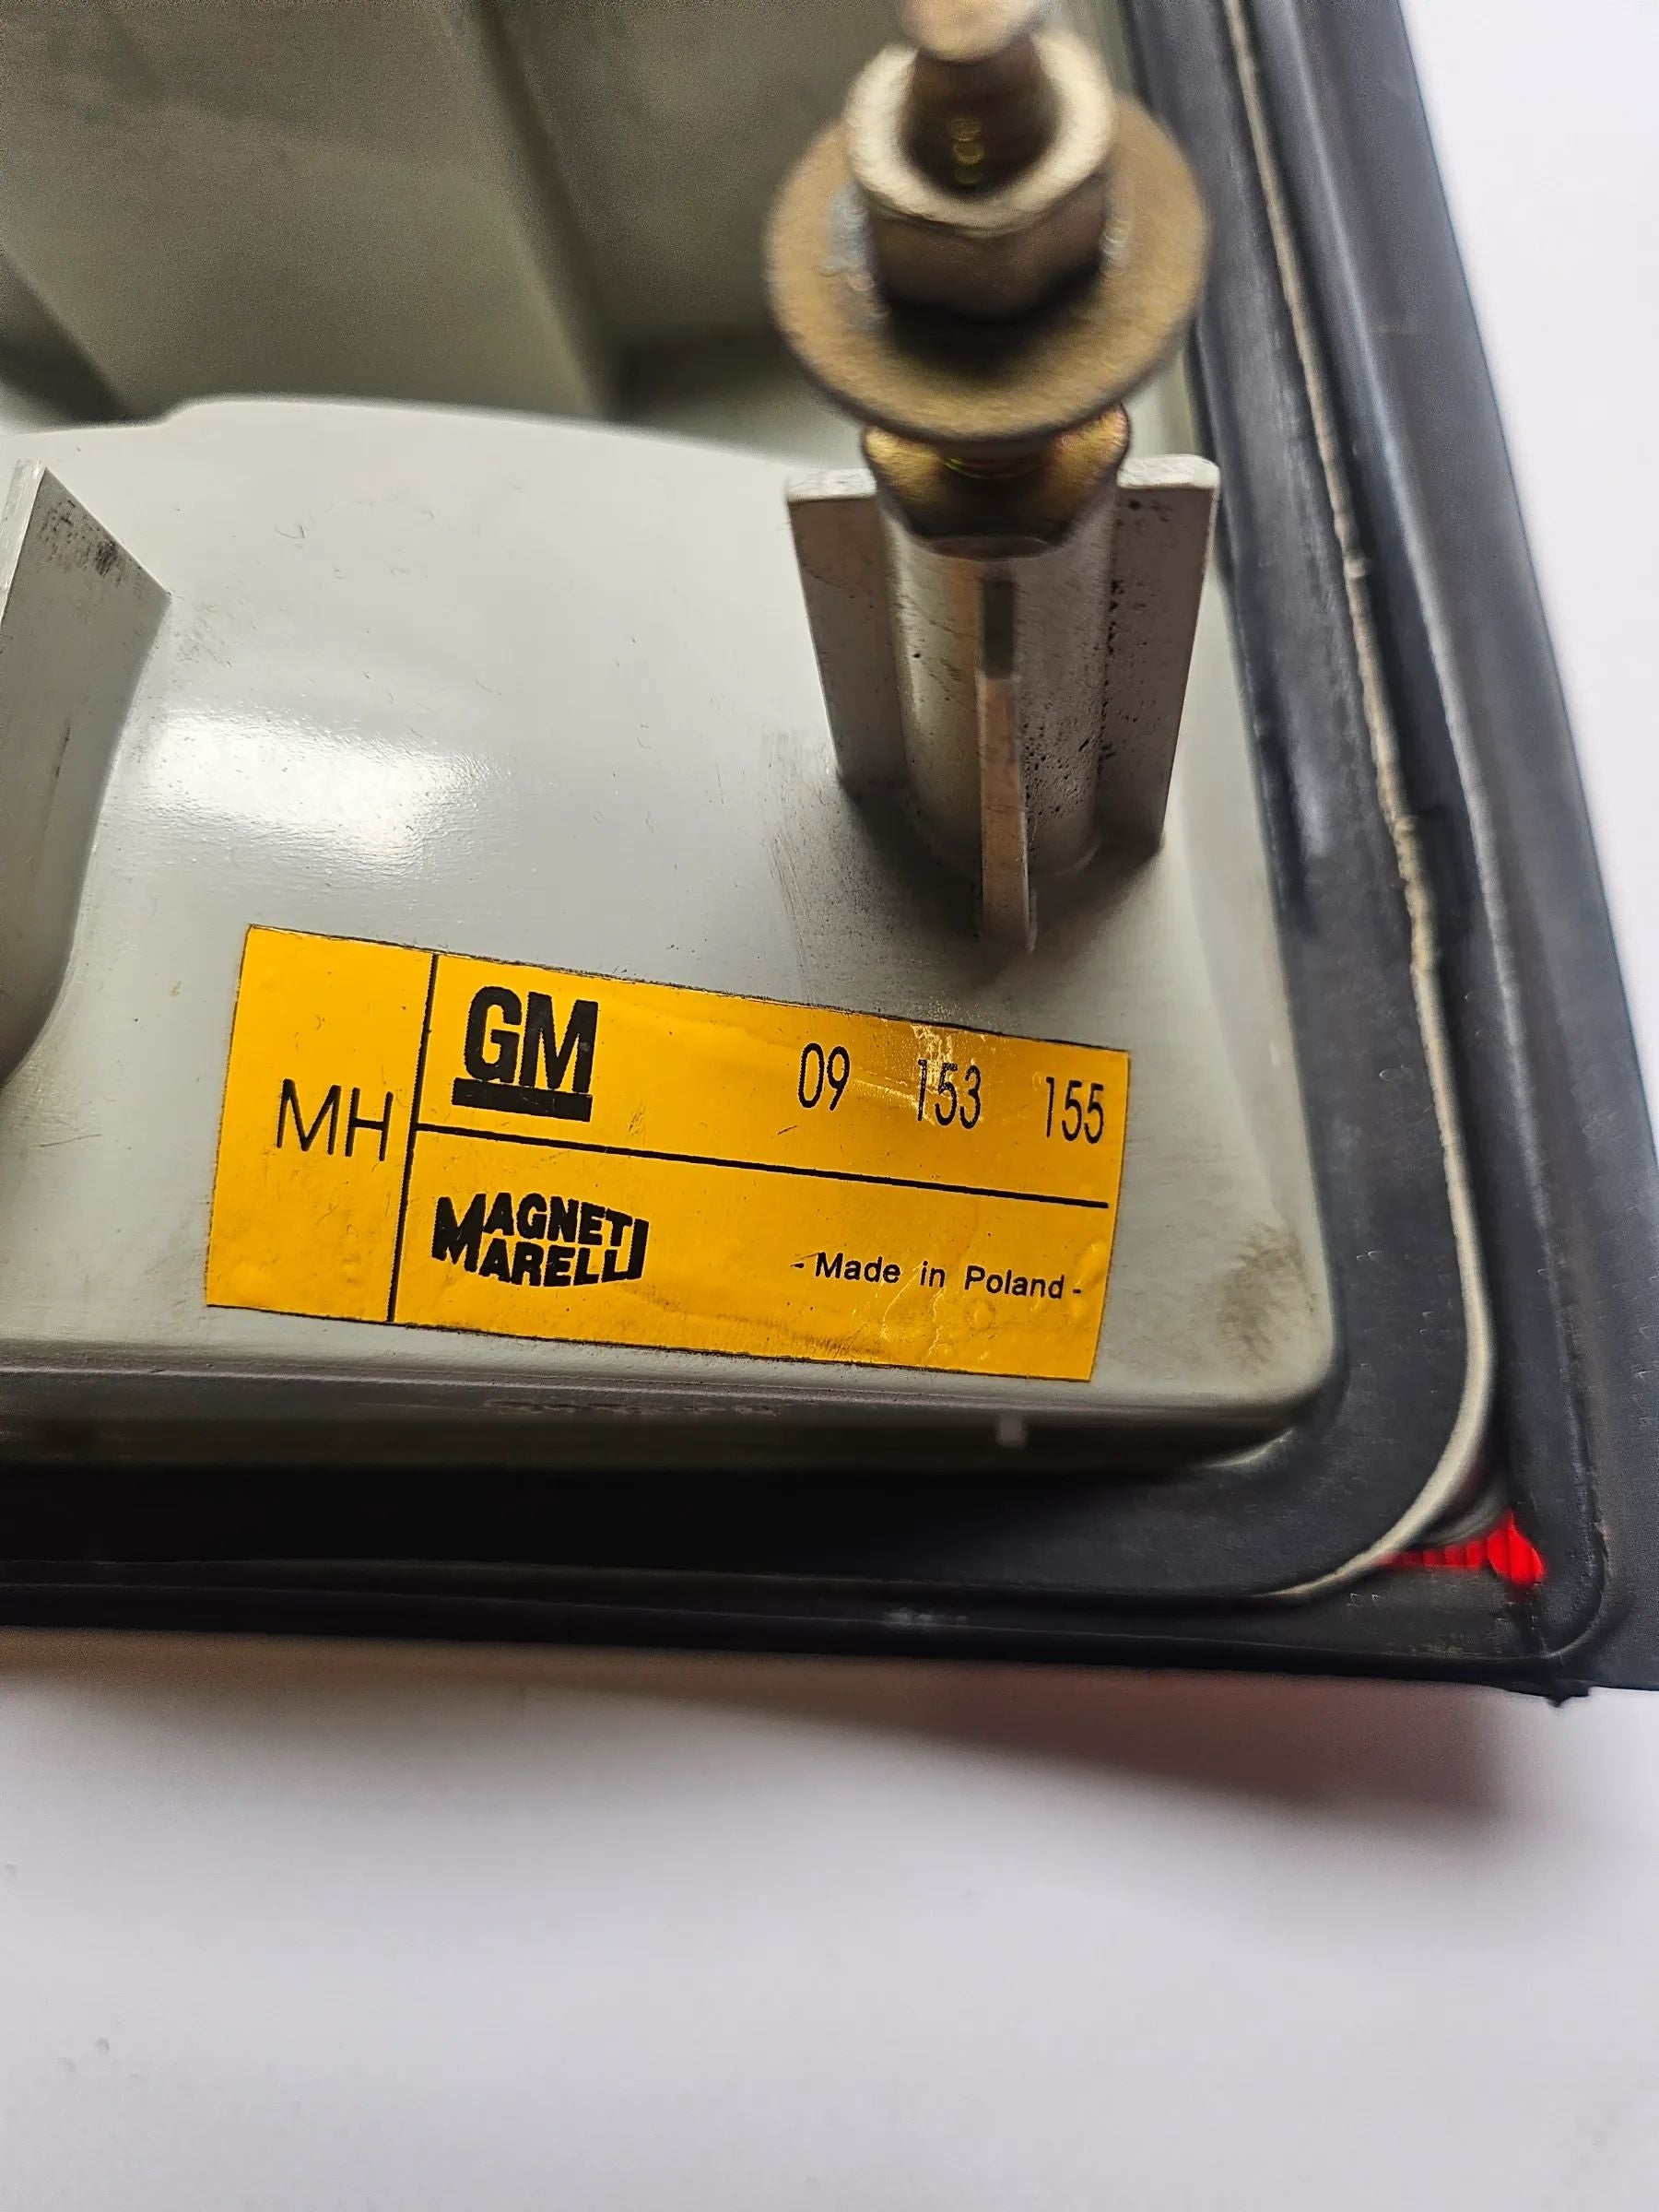 MH
GM
09 153 155
MAGNETI
MARELLI
- Made in Poland -